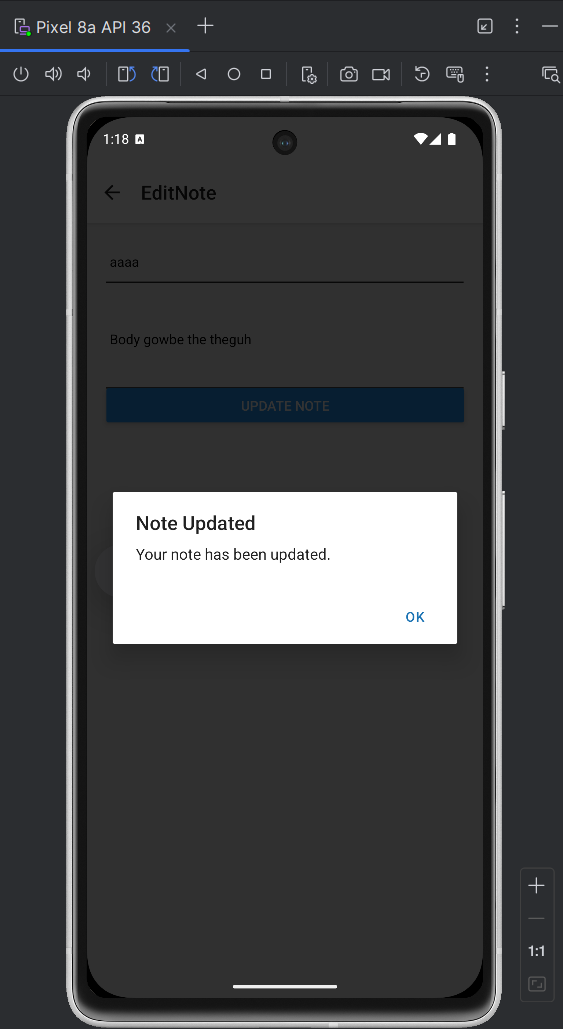 Pixel 8a API 36
1:18
EditNote
aaaa
Body gowbe the theguh
UPDATE NOTE
Note Updated
Your note has been updated.
OK
1:1